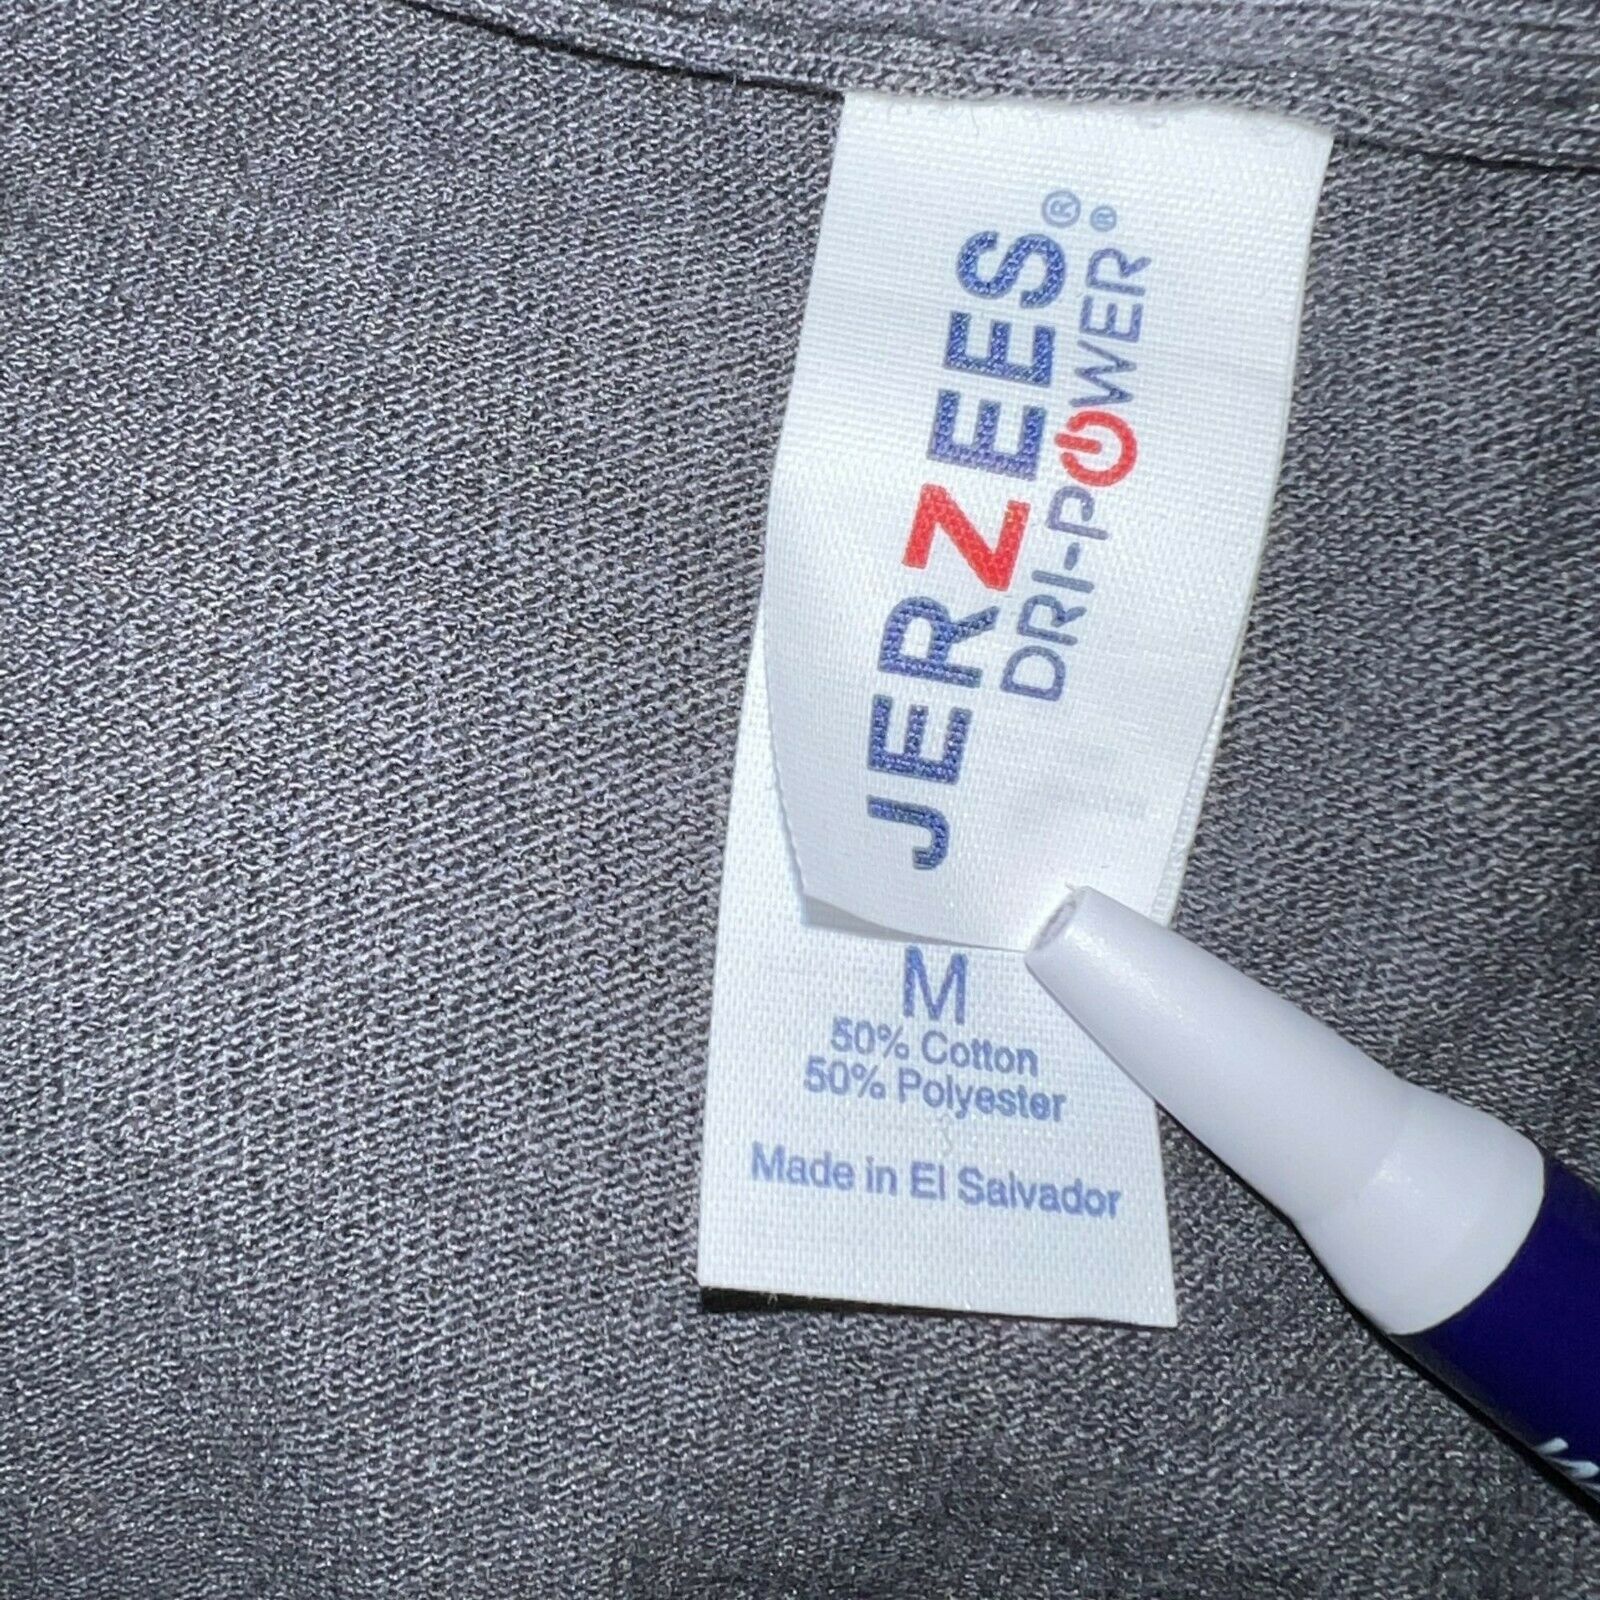 JERZEES®
DRI-POWER®
M
50% Cotton
50% Polyester
Made in El Salvador